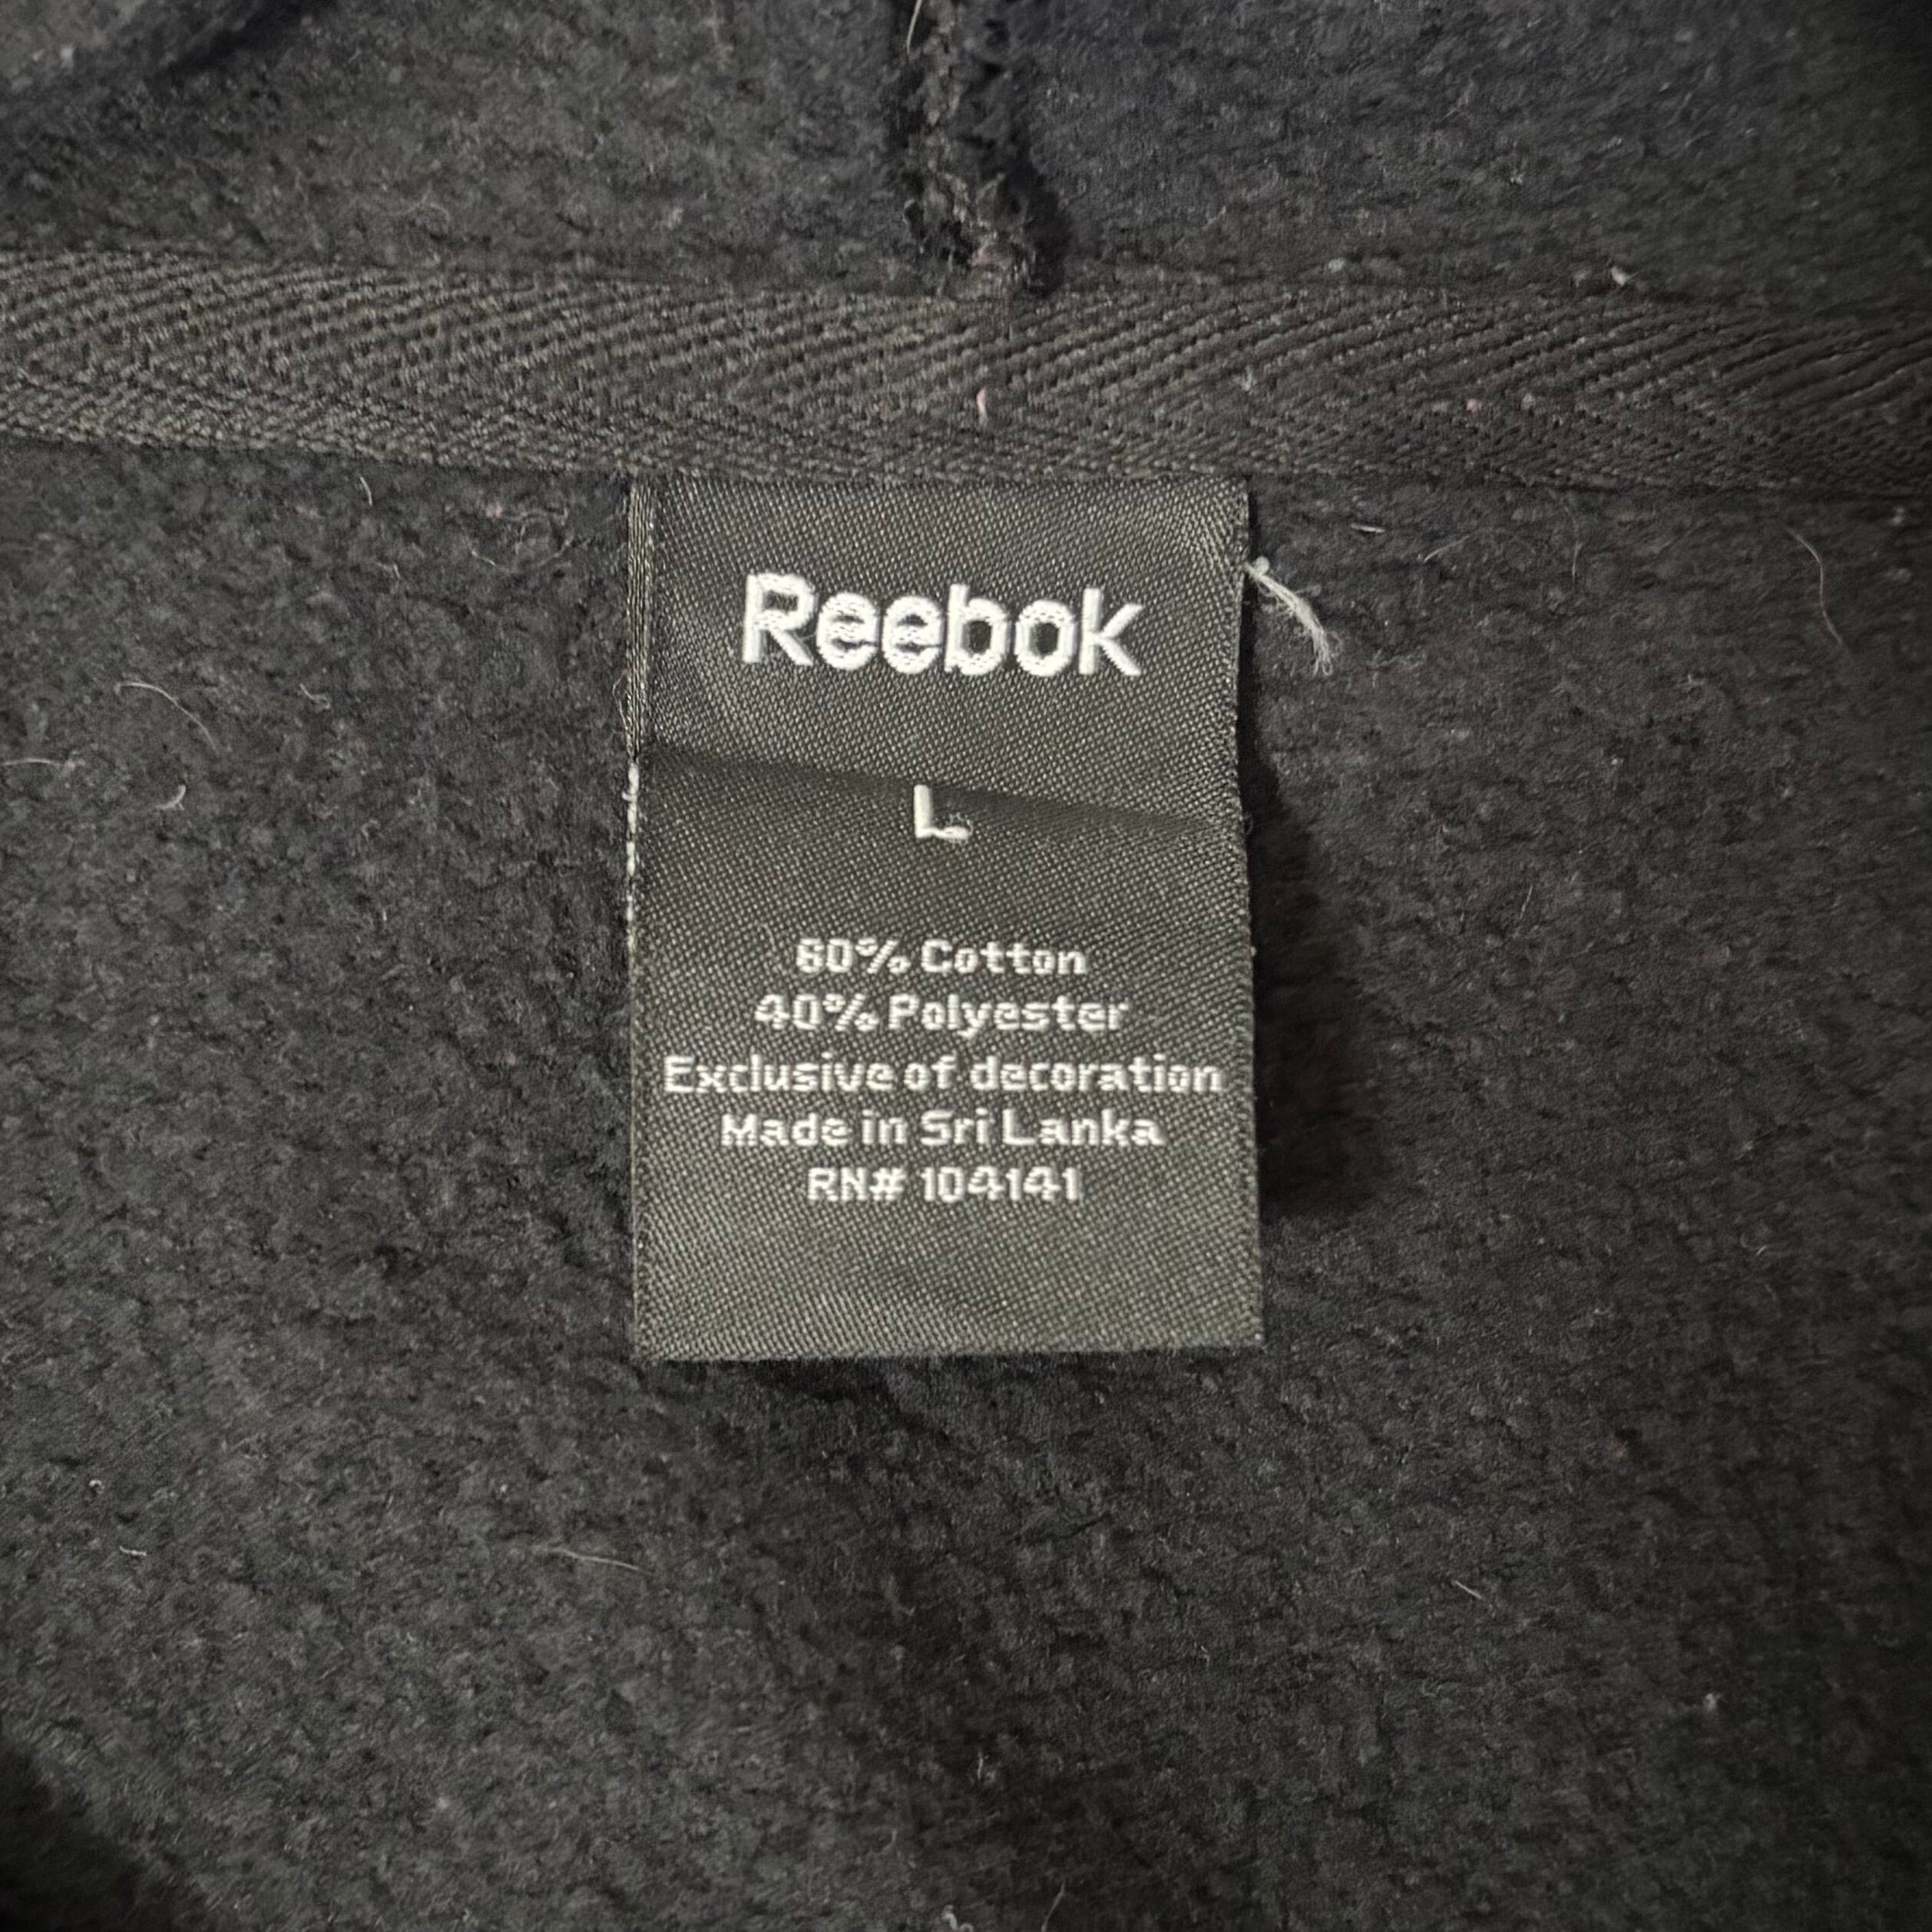 Reebok
L
60% Cotton
40% Polyester
Exclusive of decoration
Made in Sri Lanka
RN# 104141